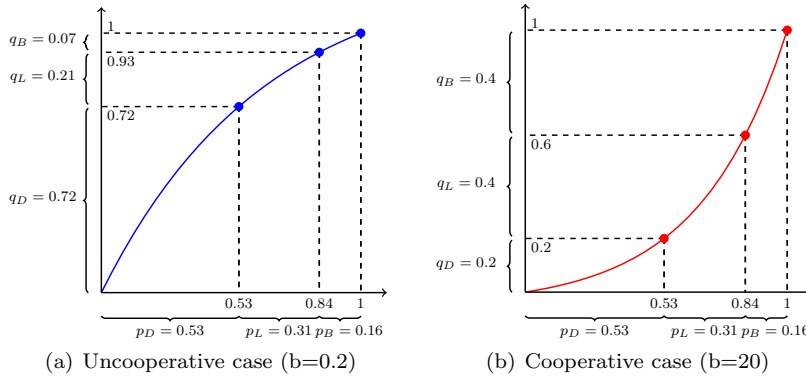 1
q_B = 0.07
0.93
q_L = 0.21
0.72
q_D = 0.72
0.53
0.84
1
p_D = 0.53
p_L = 0.31
p_B = 0.16
(a) Uncooperative case (b=0.2)
1
q_B = 0.4
0.6
q_L = 0.4
0.2
q_D = 0.2
0.53
0.84
1
p_D = 0.53
p_L = 0.31
p_B = 0.16
(b) Cooperative case (b=20)